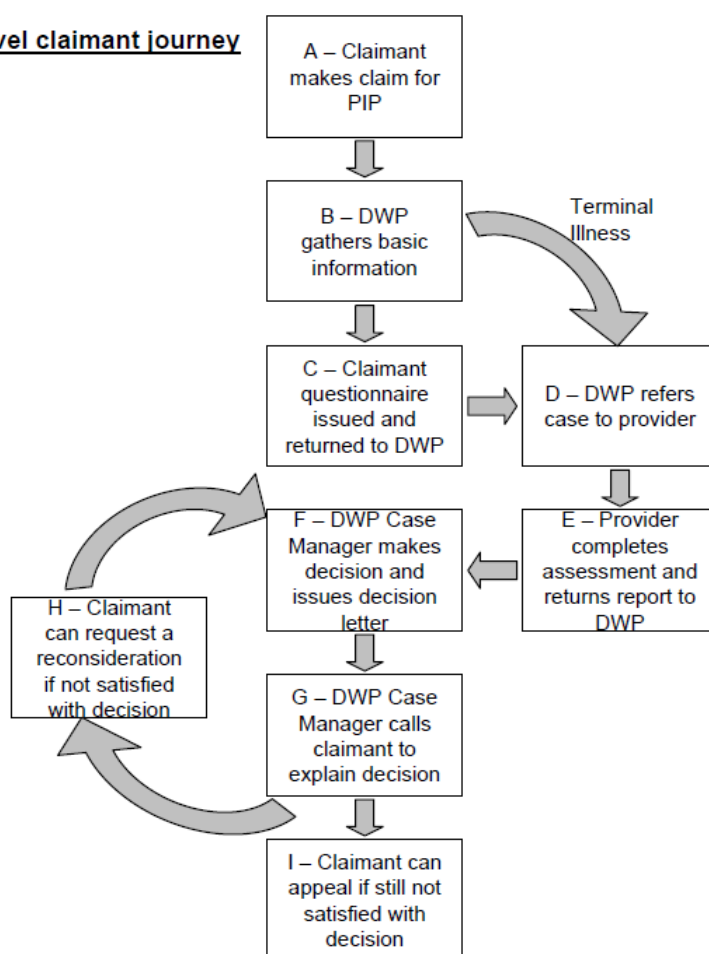 vel claimant journey
A – Claimant
makes claim for
PIP
B – DWP
gathers basic
information
Terminal
Illness
C – Claimant
questionnaire
issued and
returned to DWP
D – DWP refers
case to provider
F – DWP Case
Manager makes
decision and
issues decision
letter
E – Provider
completes
assessment and
returns report to
DWP
H – Claimant
can request a
reconsideration
if not satisfied
with decision
G – DWP Case
Manager calls
claimant to
explain decision
I – Claimant can
appeal if still not
satisfied with
decision